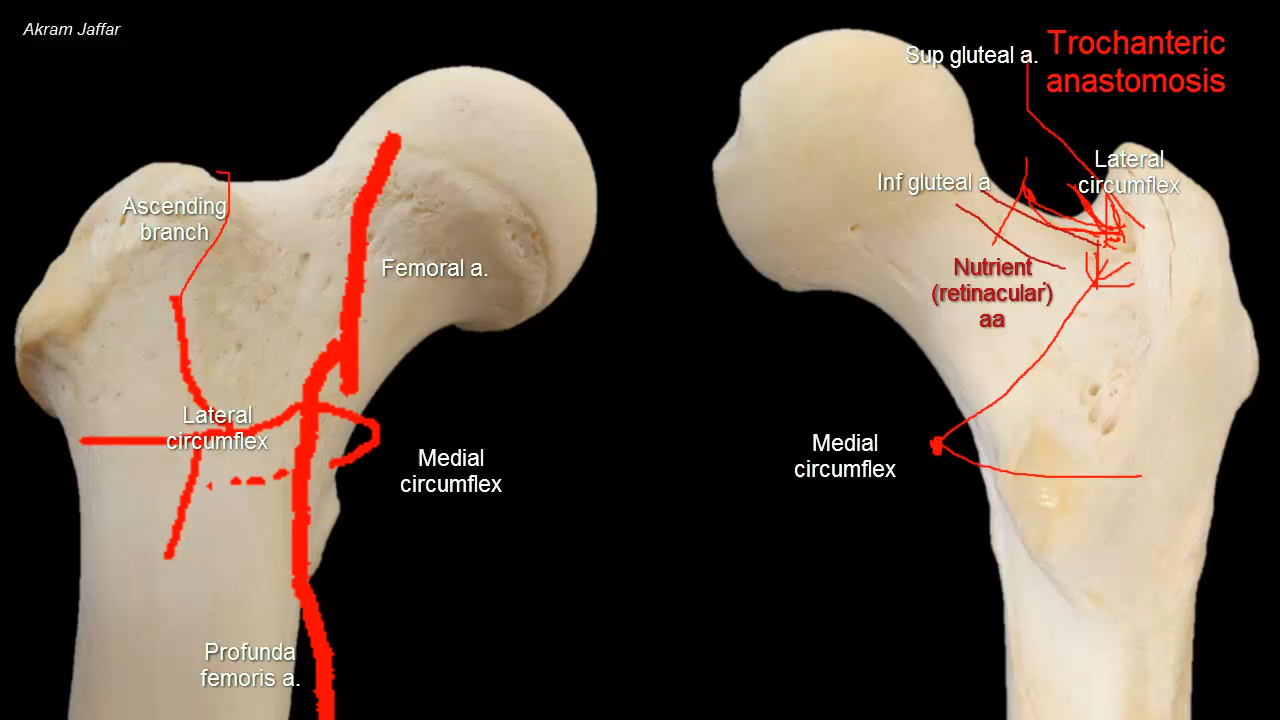 Akram Jaffar
Ascending
branch
Femoral a.
Lateral
circumflex
Medial
circumflex
Profunda
femoris a.
Sup gluteal a.
Trochanteric
anastomosis
Lateral
circumflex
Inf gluteal a
Nutrient
(retinacular)
aa
Medial
circumflex